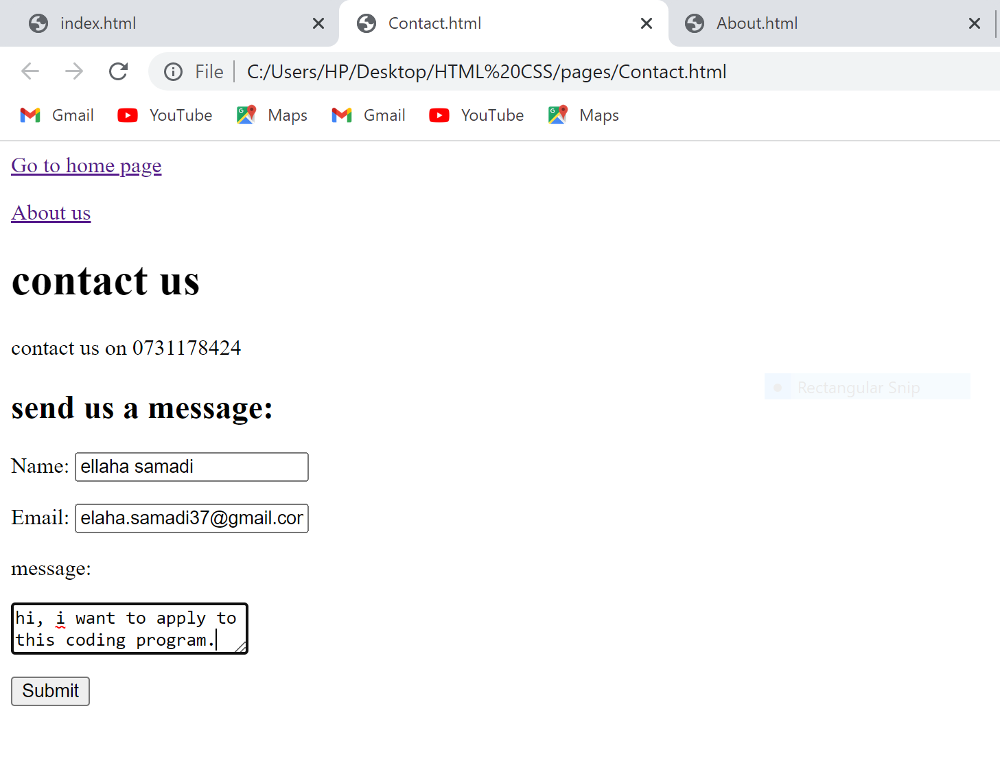 index.html
Contact.html
About.html
File
C:/Users/HP/Desktop/HTML%20CSS/pages/Contact.html
Gmail YouTube Maps Gmail YouTube Maps
Go to home page
About us
contact us
contact us on 0731178424
Rectangular Snip
send us a message:
Name: ellaha samadi
Email: elaha.samadi37@gmail.com
message:
hi, i want to apply to
this coding program.
Submit